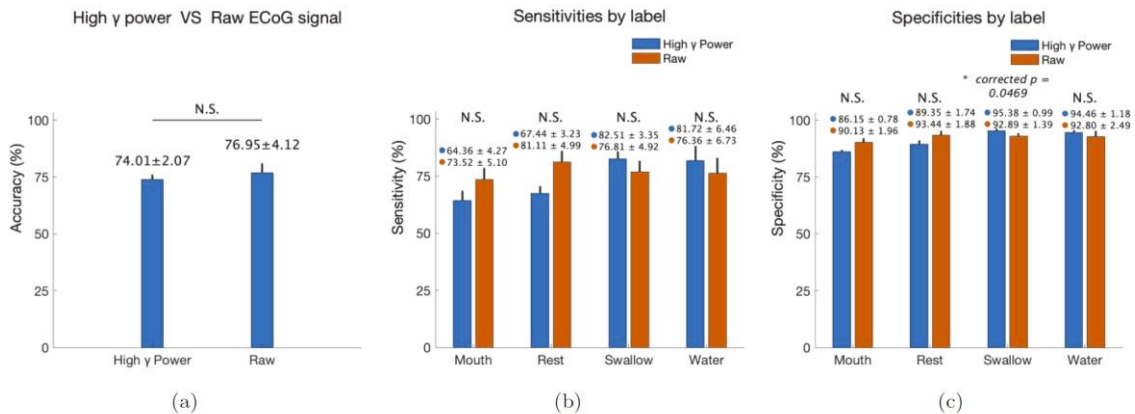 High γ power VS Raw ECoG signal
N.S.
74.01±2.07
76.95±4.12
100
75
50
25
0
Accuracy (%)
High γ Power
Raw
(a)
Sensitivities by label
High γ Power
Raw
N.S.
N.S.
N.S.
N.S.
64.36 ± 4.27
73.52 ± 5.10
67.44 ± 3.23
81.11 ± 4.99
82.51 ± 3.35
76.81 ± 4.92
81.72 ± 6.46
76.36 ± 6.73
100
75
50
25
0
Sensitivity (%)
Mouth
Rest
Swallow
Water
(b)
Specificities by label
High γ Power
Raw
* corrected p =
0.0469
N.S.
N.S.
N.S.
86.15 ± 0.78
90.13 ± 1.96
89.35 ± 1.74
93.44 ± 1.88
95.38 ± 0.99
92.89 ± 1.39
94.46 ± 1.18
92.80 ± 2.49
100
75
50
25
0
Specificity (%)
Mouth
Rest
Swallow
Water
(c)